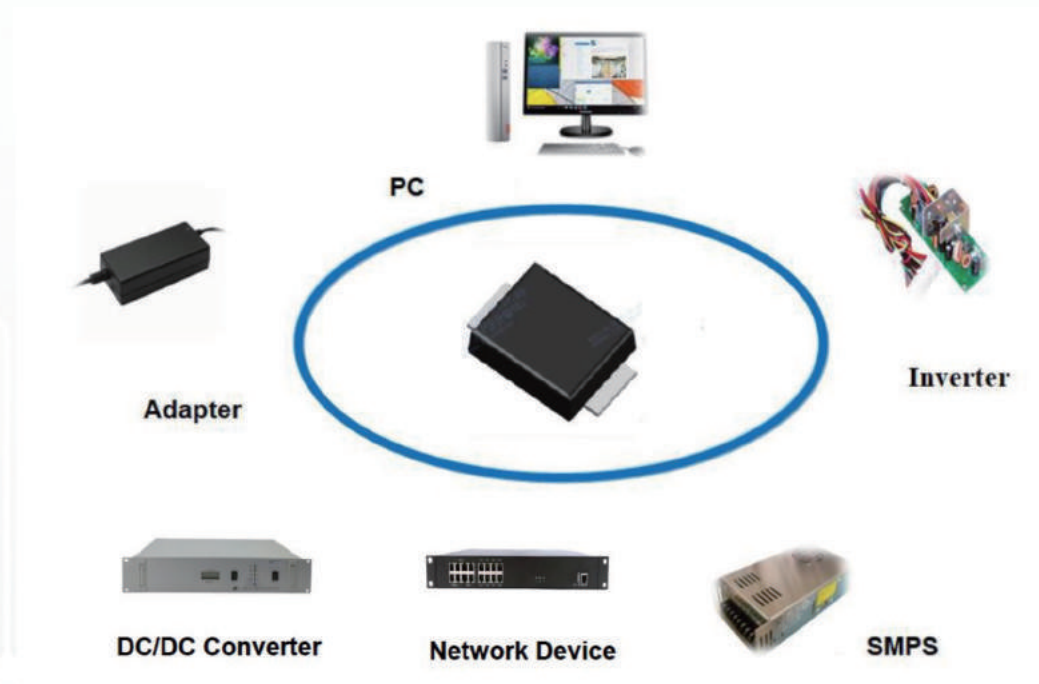 PC
Adapter
Inverter
DC/DC Converter
Network Device
SMPS